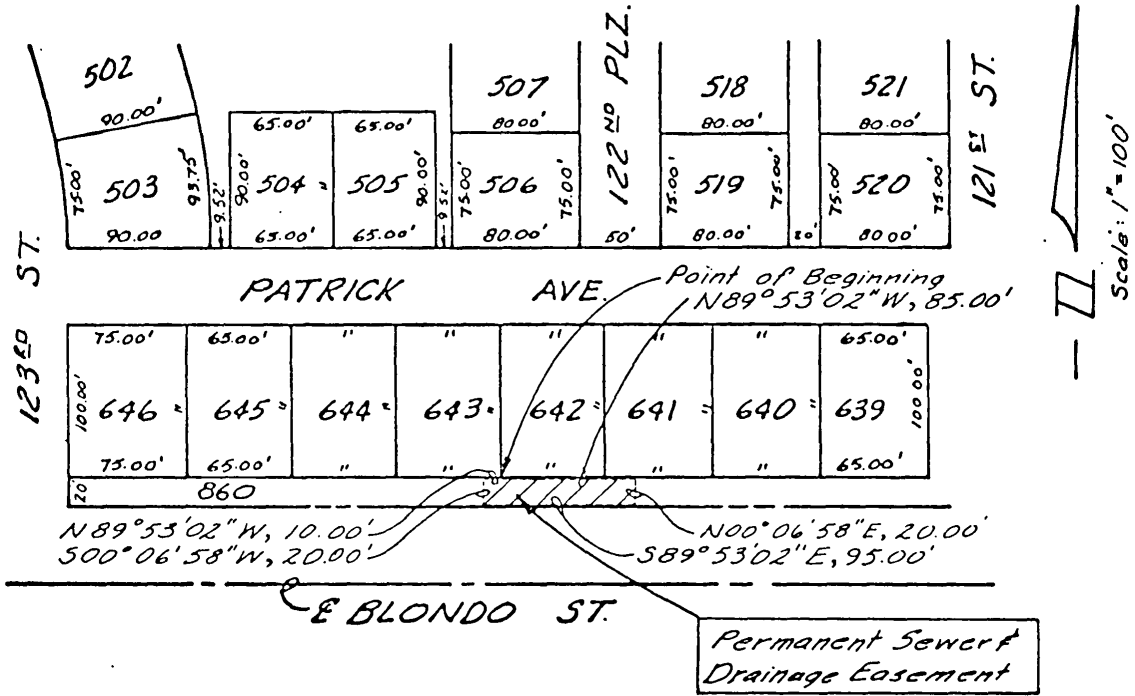 502
90.00'
503
75.00'
93.75'
90.00
9.52'
65.00'
65.00'
90.00'
504 "
505
90.00'
65.00'
65.00'
9.52'
507
80.00'
75.00'
506
75.00'
80.00'
122ND PLZ.
50'
518
80.00'
75.00'
519
75.00'
80.00'
20'
521
80.00'
75.00'
520
75.00'
80.00'
121ST ST.
Scale: 1"=100'
123RD ST.
PATRICK AVE.
Point of Beginning
N89°53'02"W, 85.00'
75.00' 65.00' " " " " " 65.00'
100.00' 646 " 645 " 644 " 643 " 642 " 641 " 640 " 639 100.00'
75.00' 65.00' " " " " " 65.00'
20' 860
N89°53'02"W, 10.00'
S00°06'58"W, 20.00'
N00°06'58"E, 20.00'
S89°53'02"E, 95.00'
℄ BLONDO ST.
Permanent Sewer &
Drainage Easement